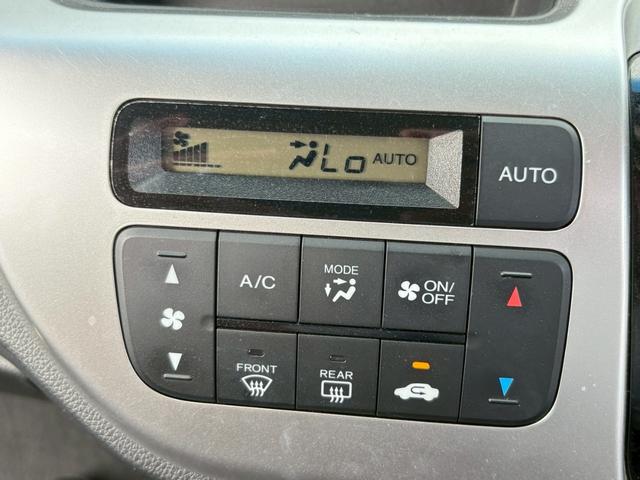 Lo AUTO
AUTO
A/C
MODE
ON/
OFF
FRONT
REAR